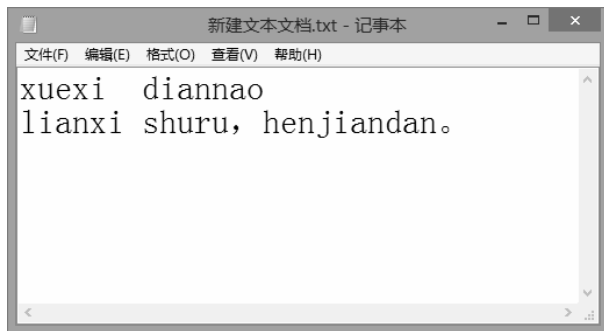 新建文本文档.txt - 记事本
文件(F) 编辑(E) 格式(O) 查看(V) 帮助(H)
xuexi  diannao
lianxi shuru，henjiandan。